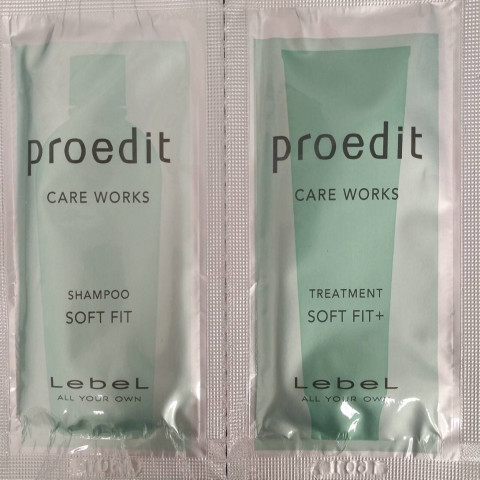 proedit
CARE WORKS
SHAMPOO
SOFT FIT
LebeL
ALL YOUR OWN
proedit
CARE WORKS
TREATMENT
SOFT FIT+
LebeL
ALL YOUR OWN